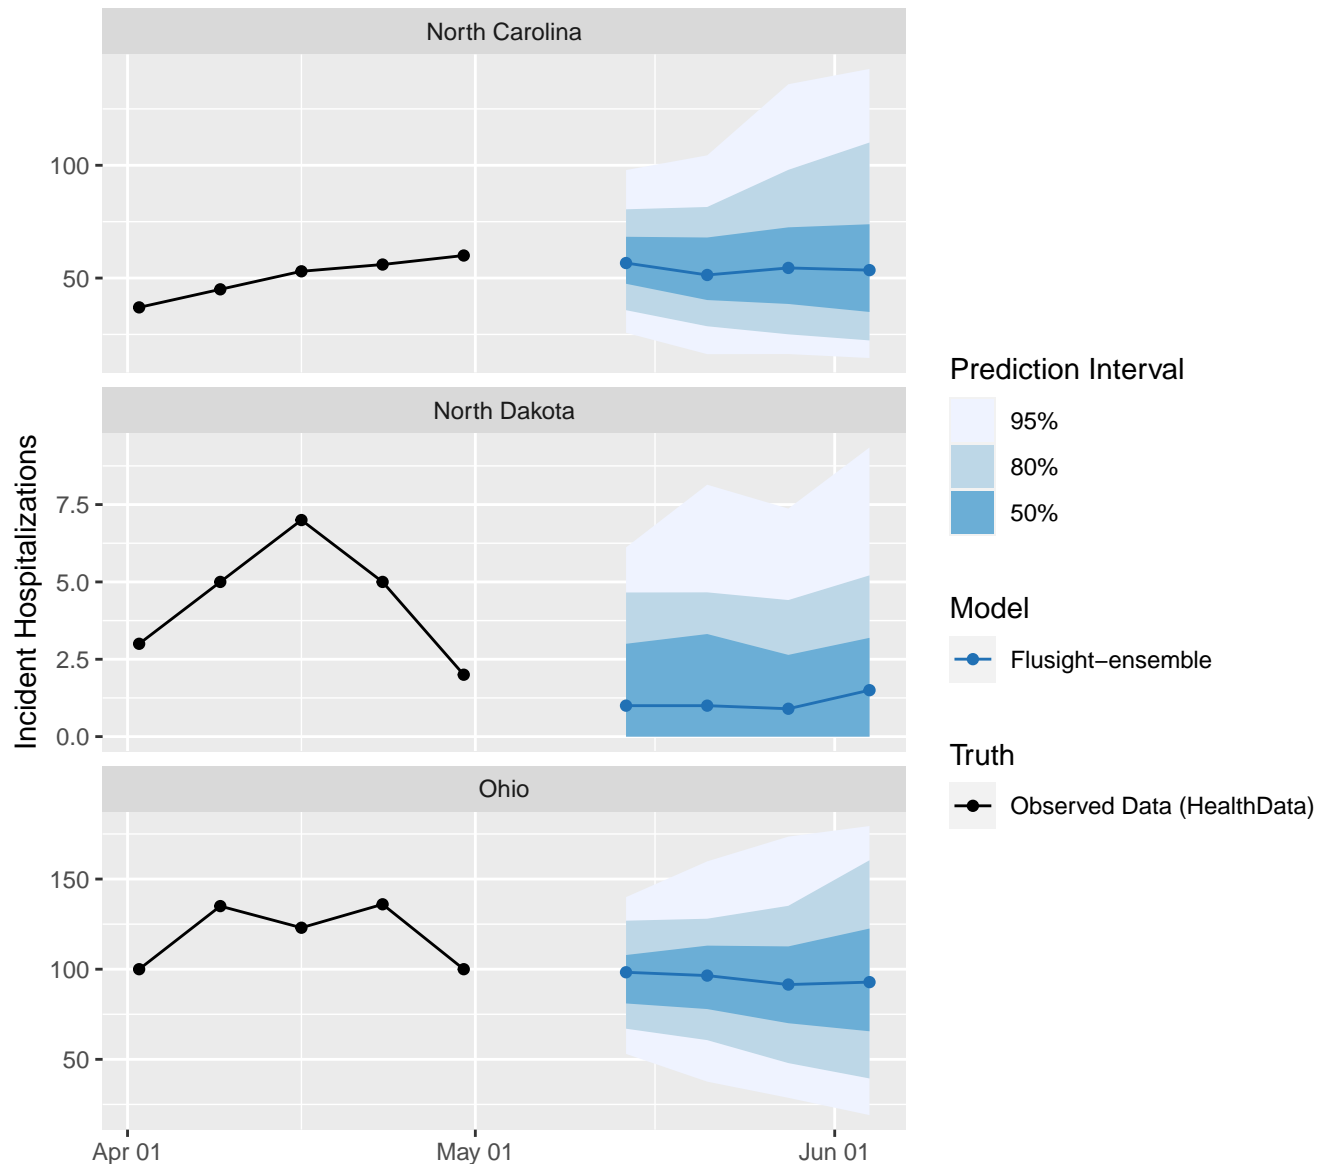 North Carolina
100
50
North Dakota
7.5
5.0
2.5
0.0
Ohio
150
100
50
Apr 01
May 01
Jun 01
Incident Hospitalizations
Prediction Interval
95%
80%
50%
Model
Flusight−ensemble
Truth
Observed Data (HealthData)